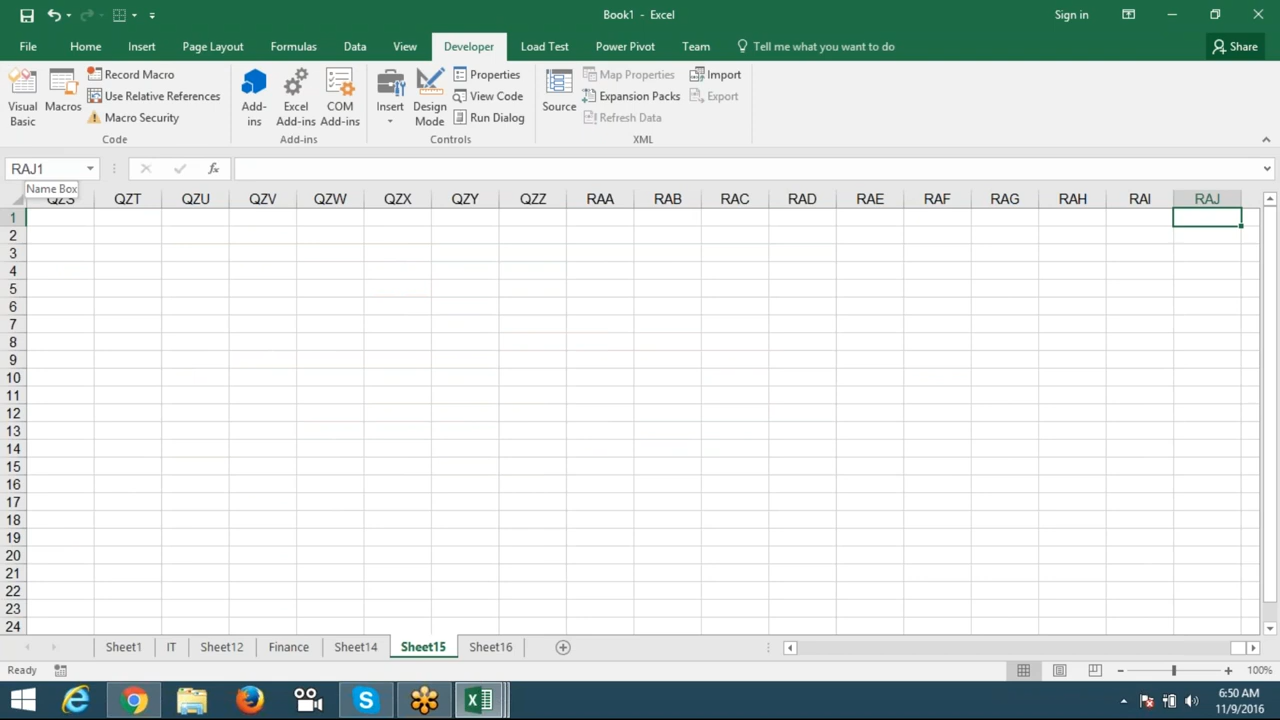 Book1 - Excel
Sign in
File Home Insert Page Layout Formulas Data View Developer Load Test Power Pivot Team Tell me what you want to do Share
Visual Basic
Macros
Record Macro
Use Relative References
Macro Security
Code
Add-ins
Excel Add-ins
COM Add-ins
Add-ins
Insert
Design Mode
Properties
View Code
Run Dialog
Controls
Source
Map Properties
Expansion Packs
Refresh Data
Import
Export
XML
RAJ1
fx
Name Box
QZS QZT QZU QZV QZW QZX QZY QZZ RAA RAB RAC RAD RAE RAF RAG RAH RAI RAJ
1
2
3
4
5
6
7
8
9
10
11
12
13
14
15
16
17
18
19
20
21
22
23
24
Sheet1 IT Sheet12 Finance Sheet14 Sheet15 Sheet16
Ready
100%
6:50 AM
11/9/2016